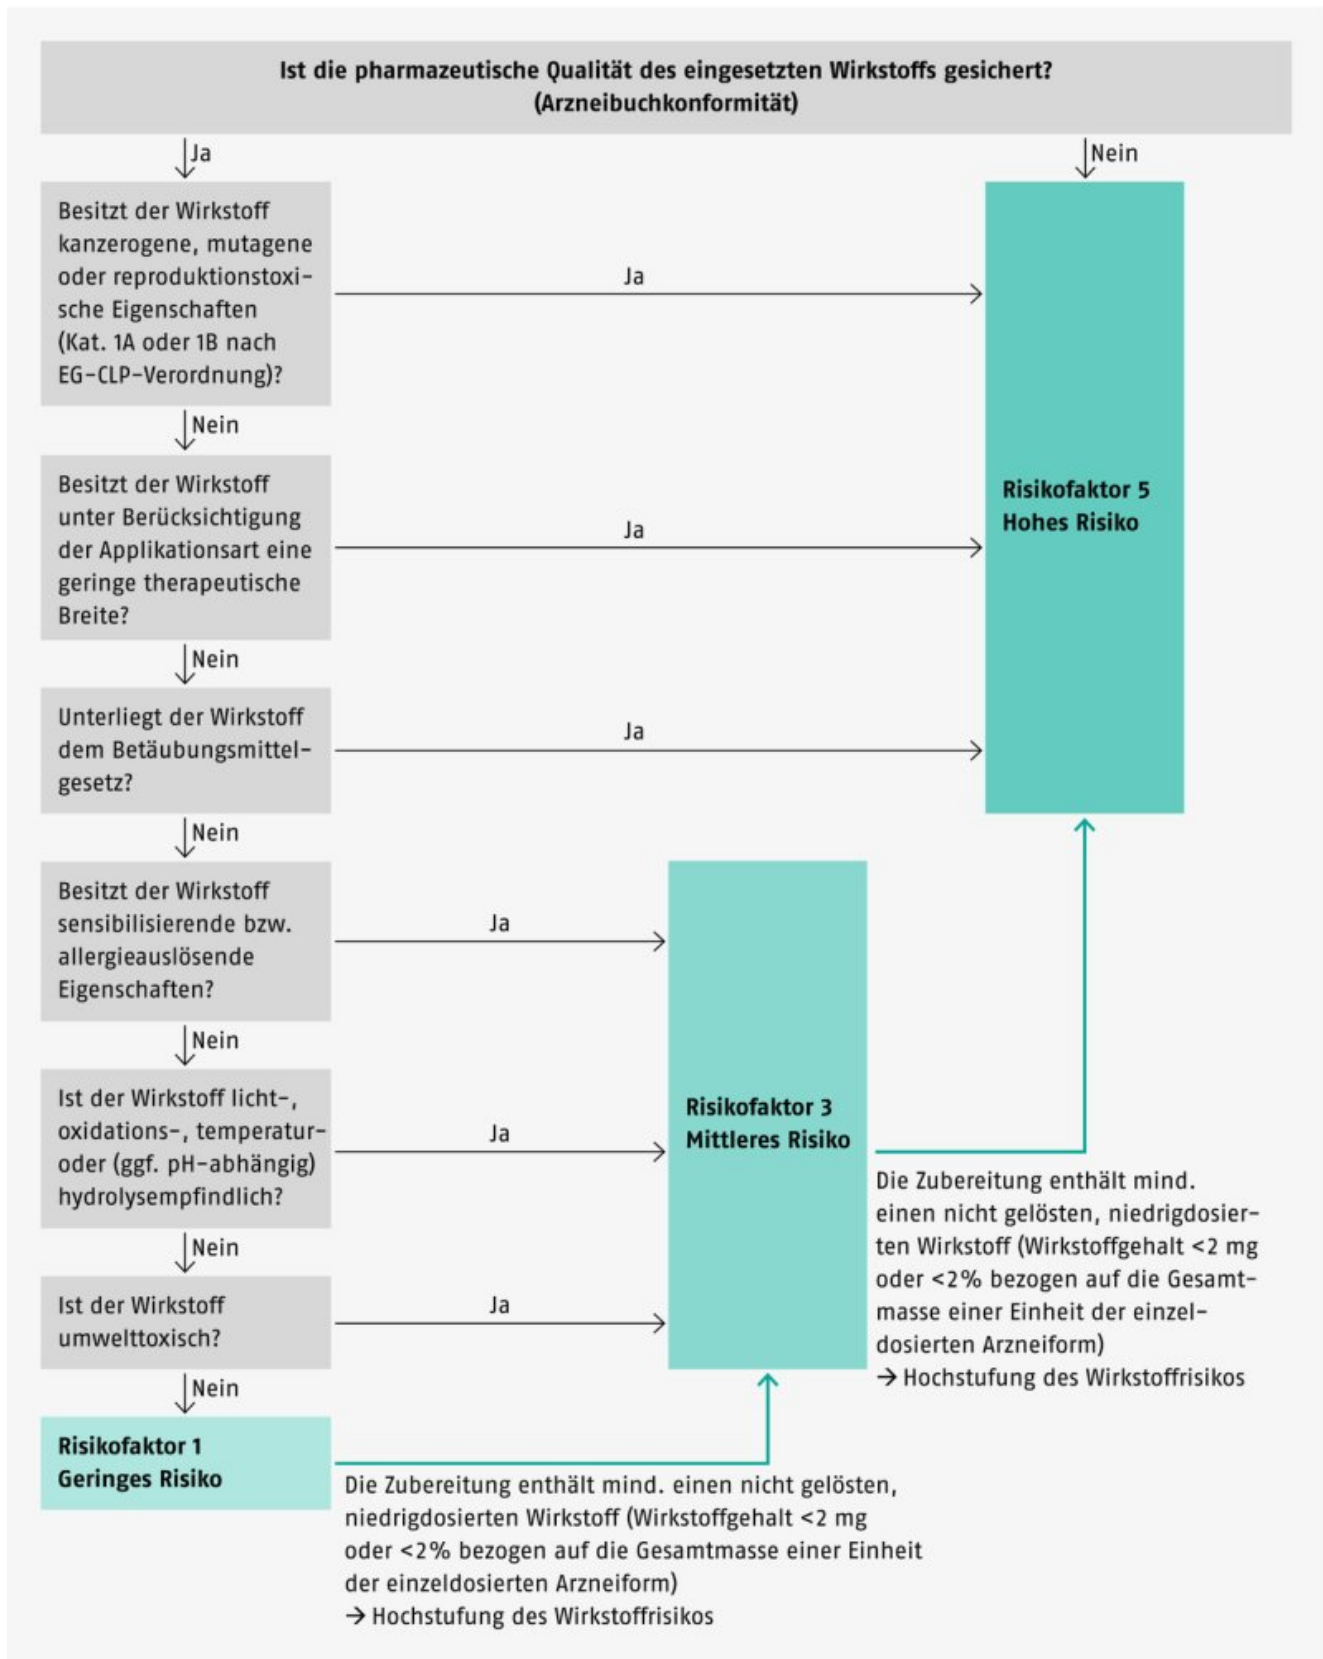 Ist die pharmazeutische Qualität des eingesetzten Wirkstoffs gesichert?
(Arzneibuchkonformität)
Ja
Nein
Besitzt der Wirkstoff
kanzerogene, mutagene
oder reproduktionstoxi-
sche Eigenschaften
(Kat. 1A oder 1B nach
EG-CLP-Verordnung)?
Ja
Nein
Besitzt der Wirkstoff
unter Berücksichtigung
der Applikationsart eine
geringe therapeutische
Breite?
Ja
Risikofaktor 5
Hohes Risiko
Nein
Unterliegt der Wirkstoff
dem Betäubungsmittel-
gesetz?
Ja
Nein
Besitzt der Wirkstoff
sensibilisierende bzw.
allergieauslösende
Eigenschaften?
Ja
Nein
Ist der Wirkstoff licht-,
oxidations-, temperatur-
oder (ggf. pH-abhängig)
hydrolysempfindlich?
Ja
Risikofaktor 3
Mittleres Risiko
Die Zubereitung enthält mind.
einen nicht gelösten, niedrigdosier-
ten Wirkstoff (Wirkstoffgehalt <2 mg
oder <2% bezogen auf die Gesamt-
masse einer Einheit der einzel-
dosierten Arzneiform)
→ Hochstufung des Wirkstoffrisikos
Nein
Ist der Wirkstoff
umwelttoxisch?
Ja
Nein
Risikofaktor 1
Geringes Risiko
Die Zubereitung enthält mind. einen nicht gelösten,
niedrigdosierten Wirkstoff (Wirkstoffgehalt <2 mg
oder <2% bezogen auf die Gesamtmasse einer Einheit
der einzeldosierten Arzneiform)
→ Hochstufung des Wirkstoffrisikos